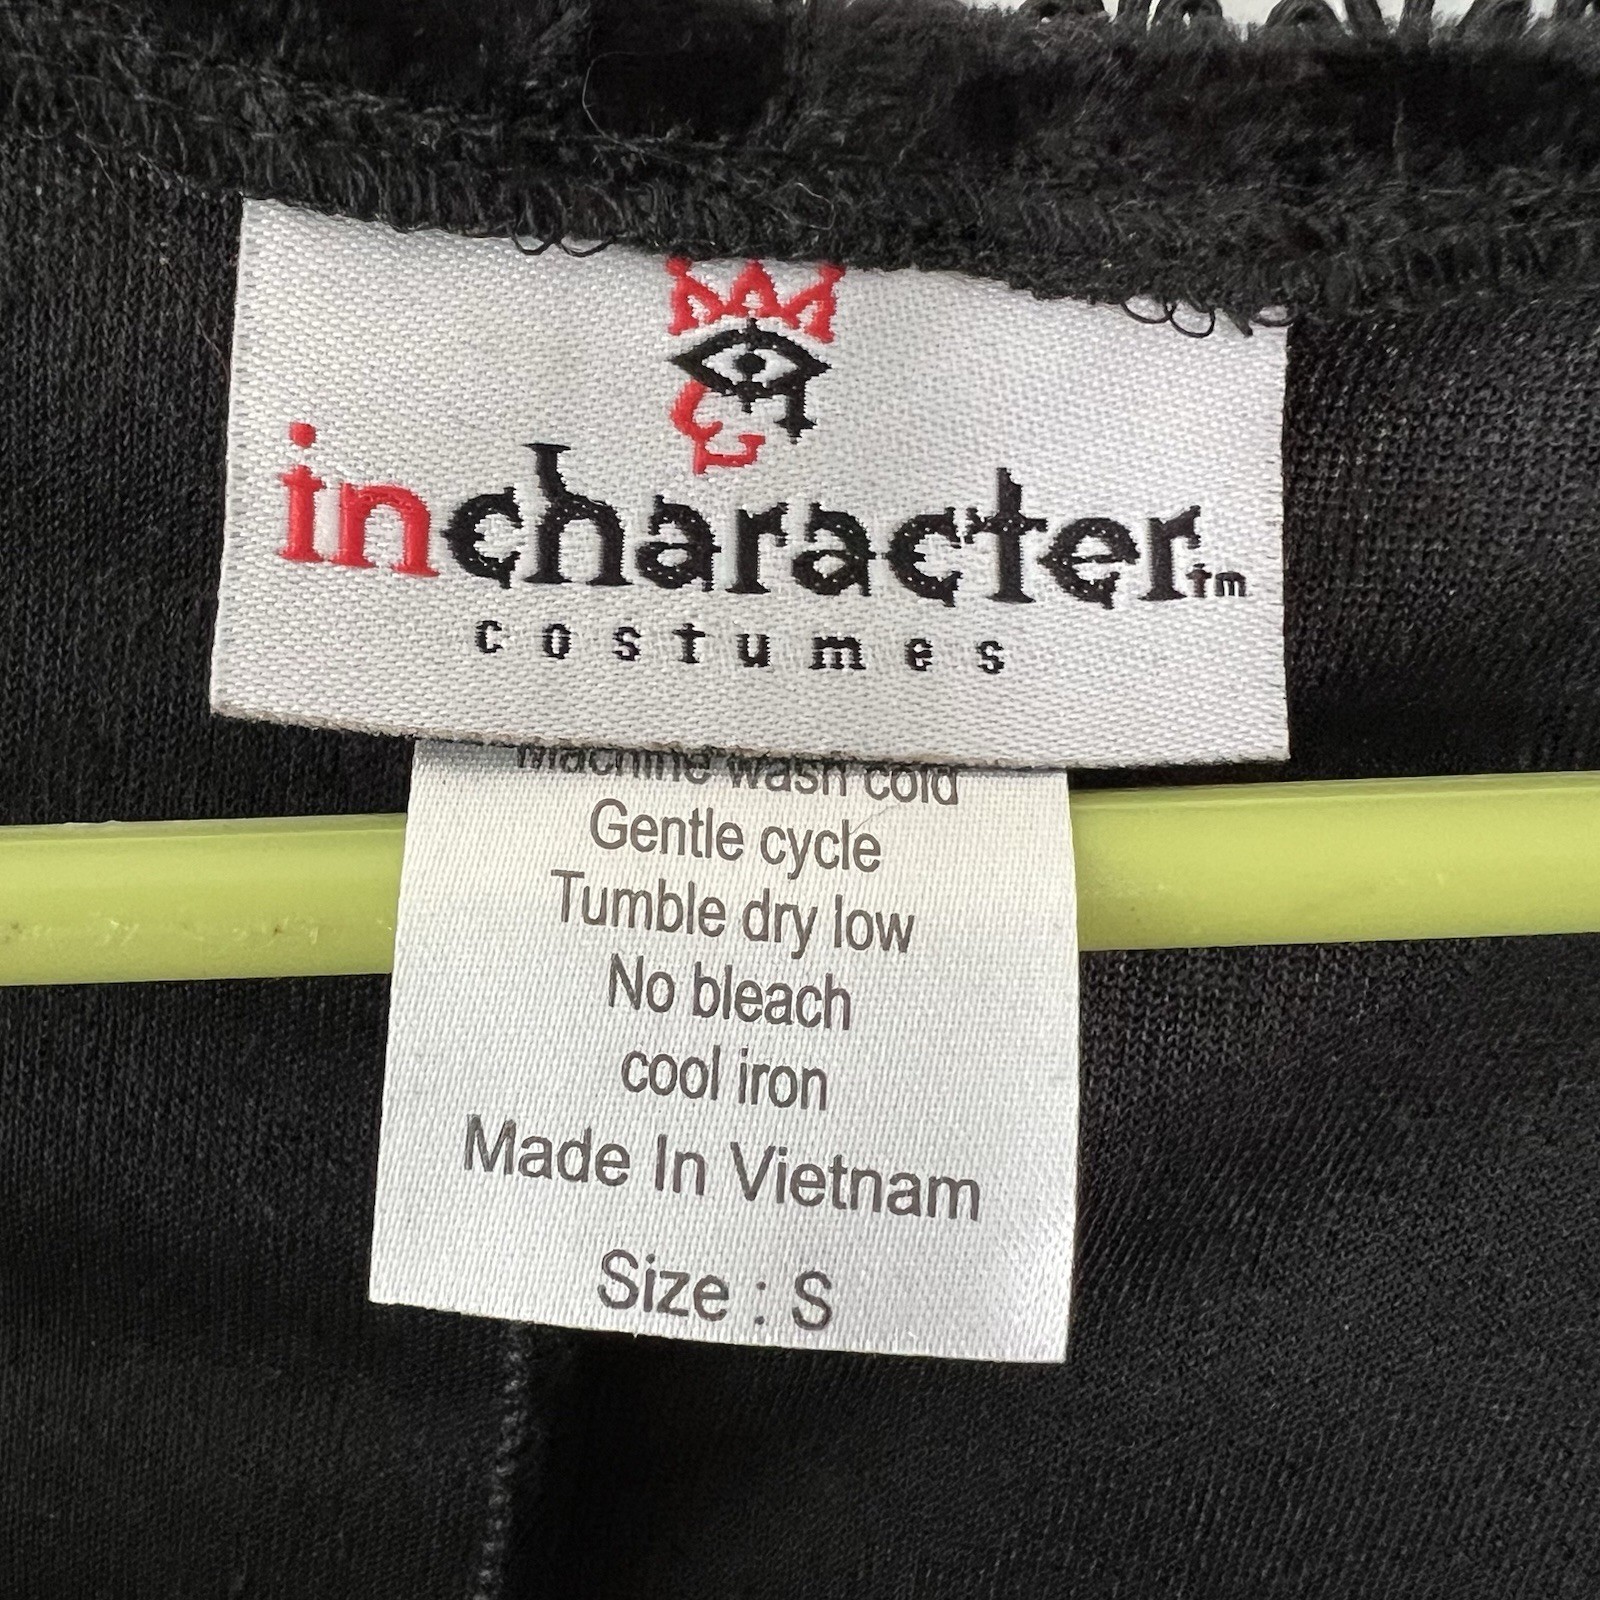 incharacter tm
costumes
Machine wash cold
Gentle cycle
Tumble dry low
No bleach
cool iron
Made In Vietnam
Size : S